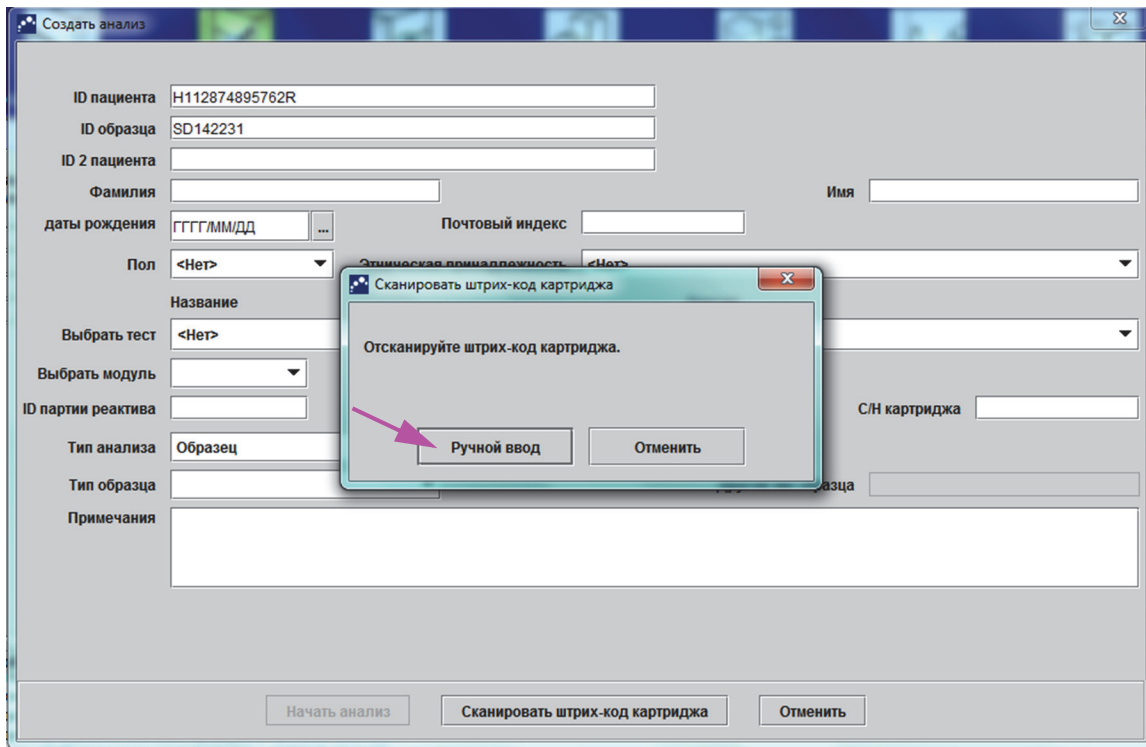 Создать анализ
ID пациента H112874895762R
ID образца SD142231
ID 2 пациента
Фамилия Имя
даты рождения ГГГГ/ММ/ДД ... Почтовый индекс
Пол <Нет> Этническая принадлежность <Нет>
Сканировать штрих-код картриджа
Название
Выбрать тест <Нет>
Отсканируйте штрих-код картриджа.
Выбрать модуль
ID партии реактива С/Н картриджа
Тип анализа Образец
Ручной ввод Отменить
Тип образца
Примечания
Начать анализ Сканировать штрих-код картриджа Отменить